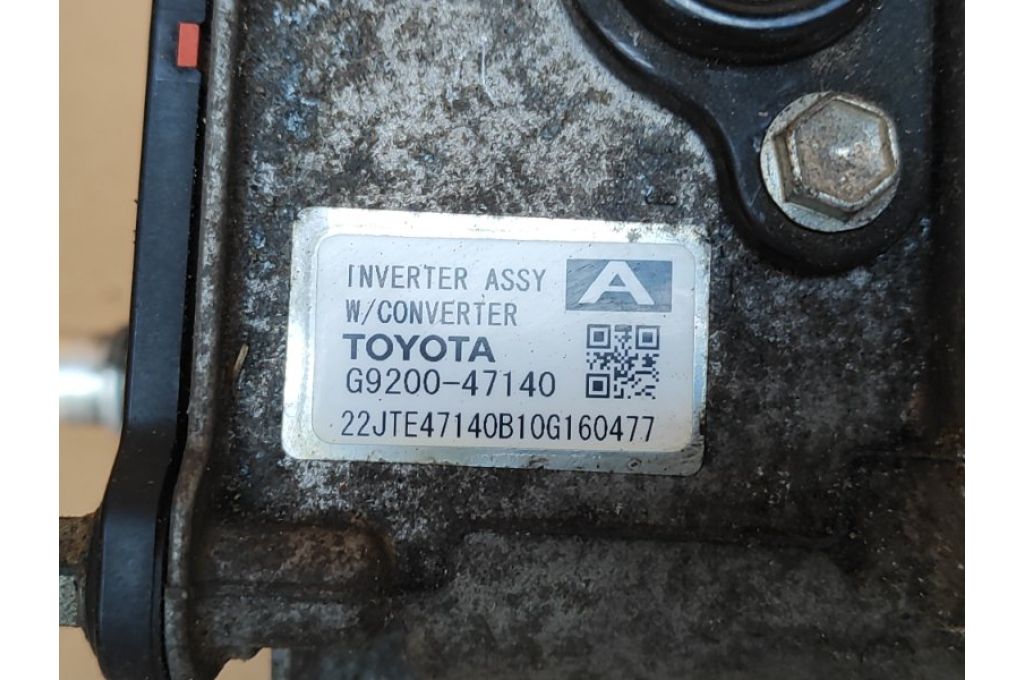 INVERTER ASSY
A
W/CONVERTER
TOYOTA
G9200-47140
22JTE47140B10G160477